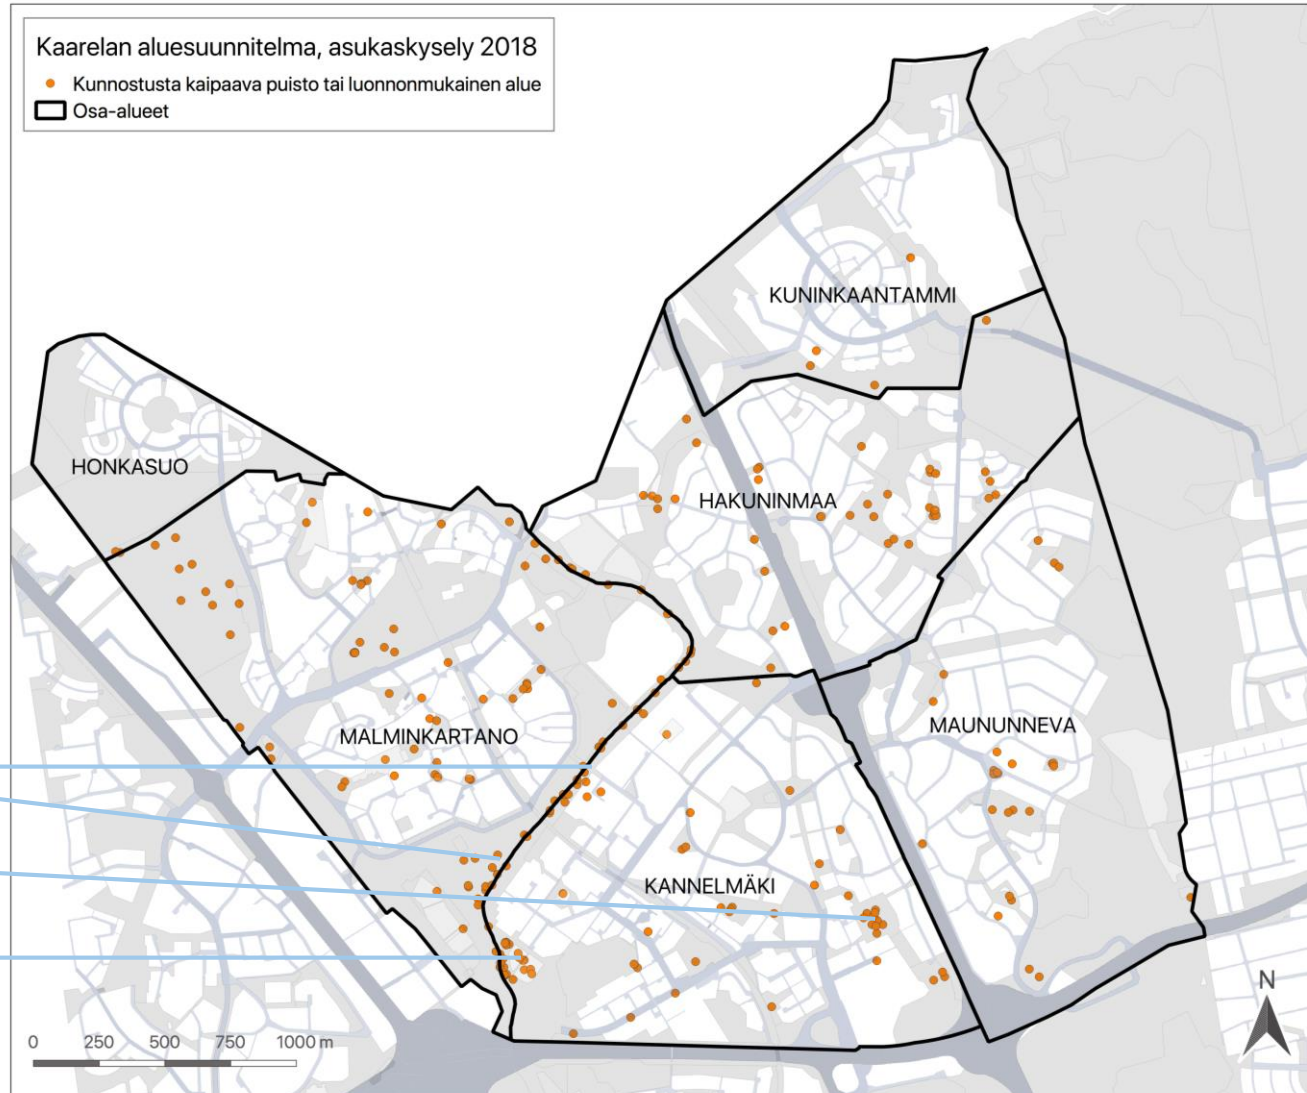 Kaarelan aluesuunnitelma, asukaskysely 2018
Kunnostusta kaipaava puisto tai luonnonmukainen alue
Osa-alueet
KUNINKAANTAMMI
HONKASUO
HAKUNINMAA
MALMINKARTANO
MAUNUNNEVA
KANNELMÄKI
N
0 250 500 750 1000 m